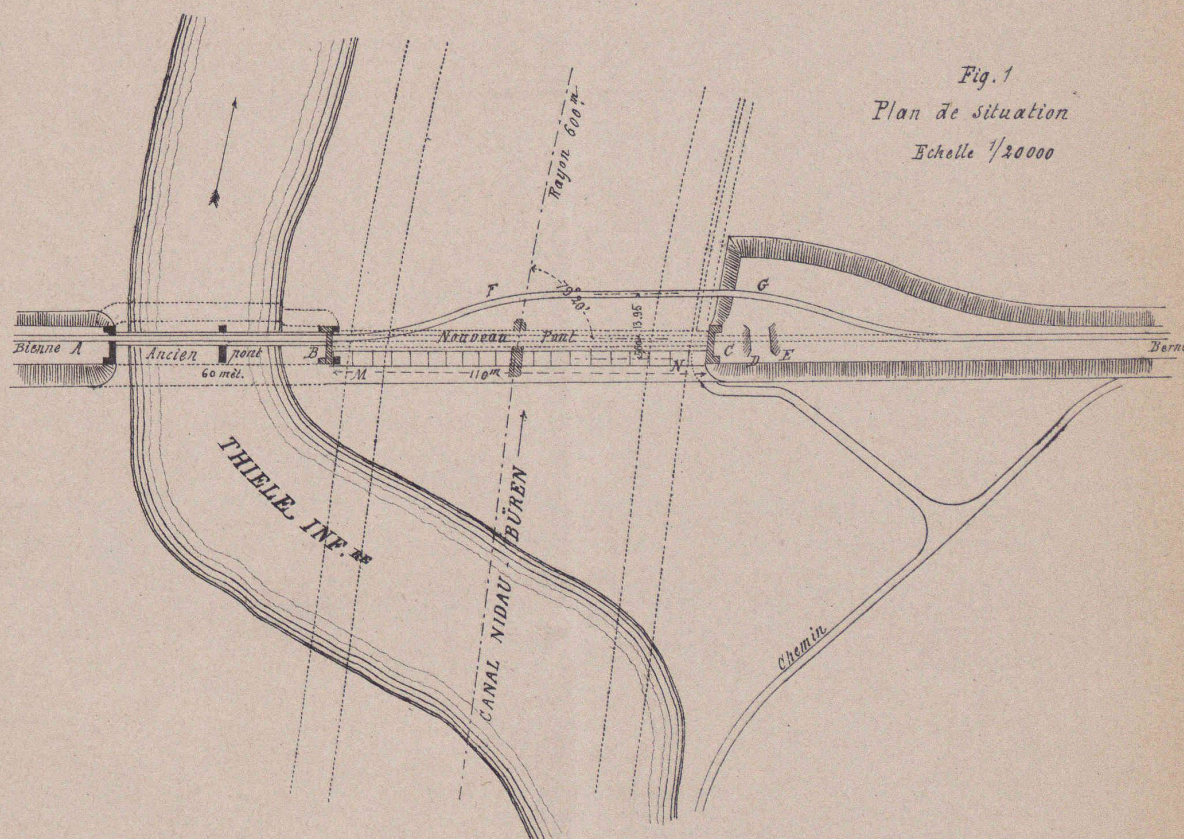 Fig. 1
Plan de situation
Echelle 1/20000
Rayon 600 m
79°20'
13.95
F
G
Bienne
A
Ancien
pont
60 mèt.
B
Nouveau
Pont
M
110m
N
C
D
E
Berne
THIELE INF.RE
CANAL NIDAU BÜREN
Chemin